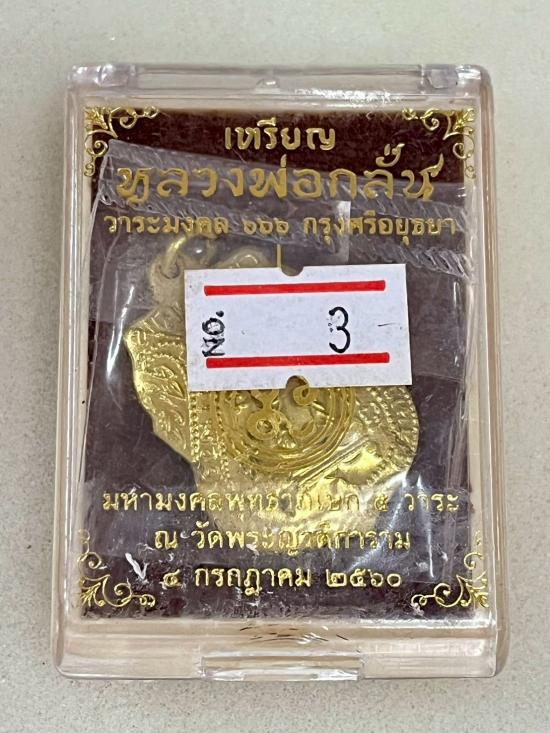 เหรียญ
หลวงพ่อกลั่น
วาระมงคล ๖๖๖ กรุงศรีอยุธยา
NO. 3
มหามงคลพุทธาภิเษก ๕ วาระ
ณ วัดพระญาติการาม
๔ กรกฎาคม ๒๕๖๐